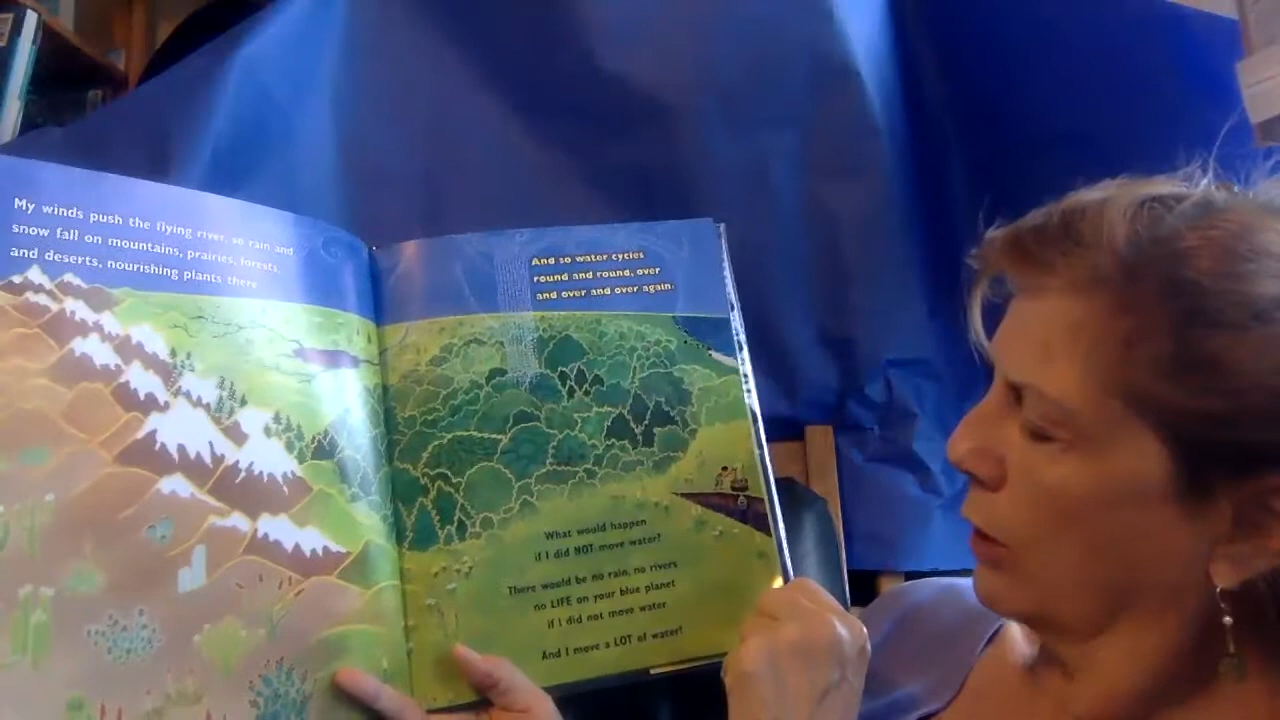 My winds push the flying river, so rain and
snow fall on mountains, prairies, forests,
and deserts, nourishing plants there
And so water cycles
round and round, over
and over and over again.
What would happen
if I did NOT move water?
There would be no rain, no rivers
no LIFE on your blue planet
if I did not move water
And I move a LOT of water!